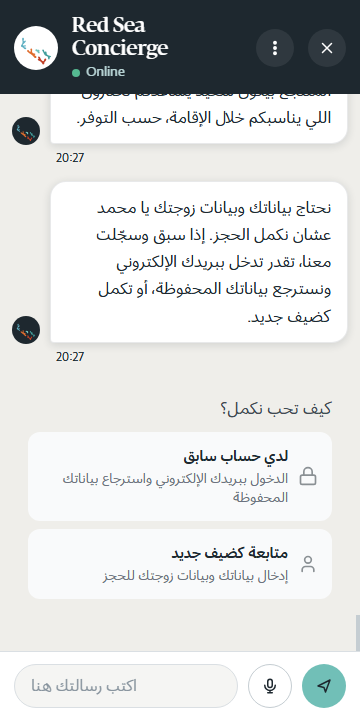 Red Sea
Concierge
Online
اللي يناسبكم خلال الإقامة، حسب التوفر.
20:27
نحتاج بياناتك وبيانات زوجتك يا محمد
عشان نكمل الحجز. إذا سبق وسجّلت
معنا، تقدر تدخل ببريدك الإلكتروني
ونسترجع بياناتك المحفوظة، أو تكمل
كضيف جديد.
20:27
كيف تحب نكمل؟
لدي حساب سابق
الدخول ببريدك الإلكتروني واسترجاع بياناتك
المحفوظة
متابعة كضيف جديد
إدخال بياناتك وبيانات زوجتك للحجز
اكتب رسالتك هنا